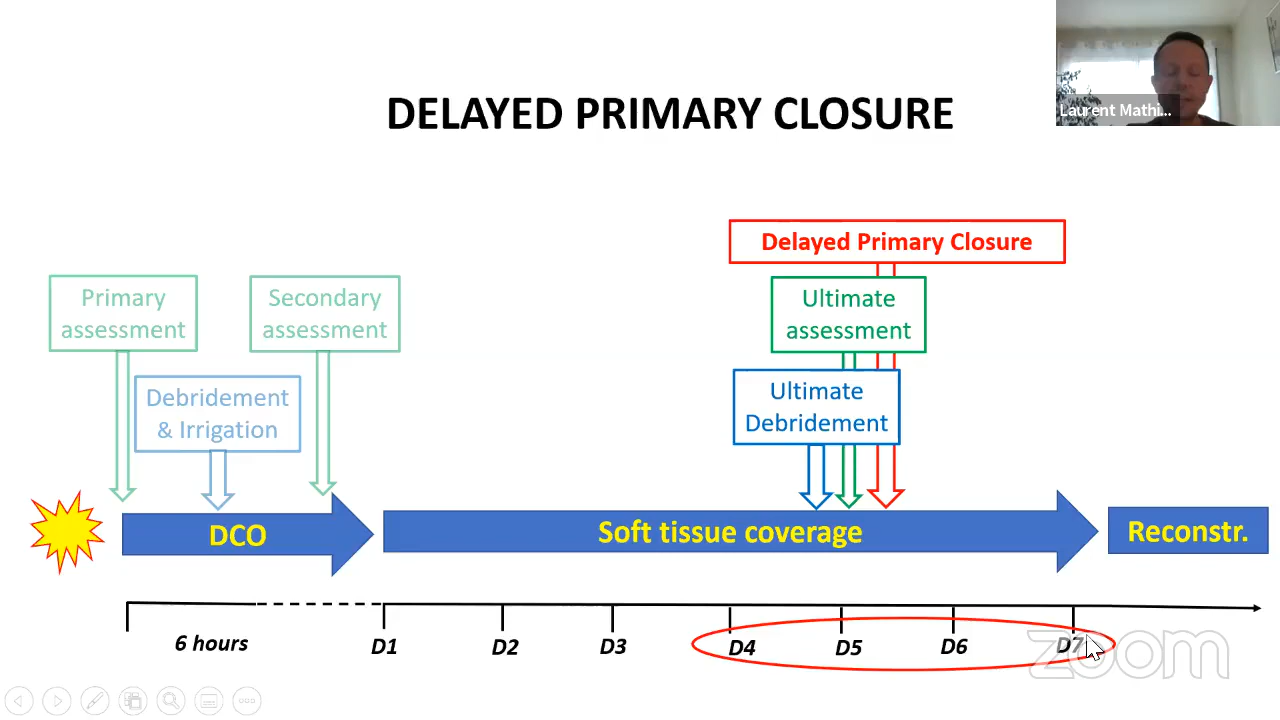 Laurent Mathi...
DELAYED PRIMARY CLOSURE
Delayed Primary Closure
Primary
assessment
Secondary
assessment
Ultimate
assessment
Debridement
& Irrigation
Ultimate
Debridement
DCO
Soft tissue coverage
Reconstr.
6 hours
D1
D2
D3
D4
D5
D6
D7
zoom